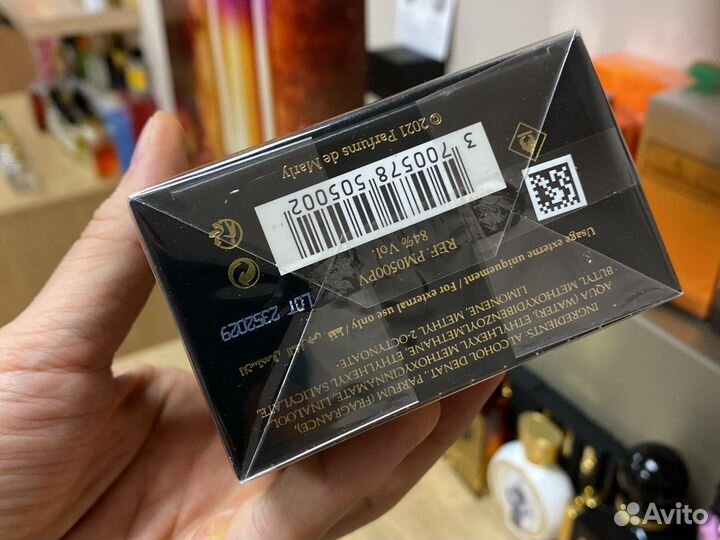 INGREDIENTS: ALCOHOL DENAT., PARFUM (FRAGRANCE),
AQUA (WATER), ETHYLHEXYL METHOXYCINNAMATE, LINALOOL,
BUTYL METHOXYDIBENZOYLMETHANE, ETHYLHEXYL SALICYLATE,
LIMONENE, METHYL 2-OCTYNOATE.
Usage externe uniquement / For external use only / فقط
LOT 2352029
REF. PM0500PV
84% Vol
3 700578 505002
© 2021 Parfums de Marly
Avito